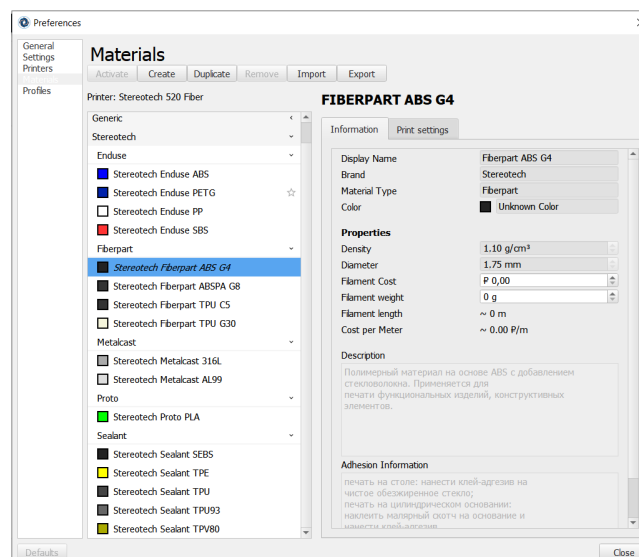 Preferences
General
Settings
Printers
Profiles
Materials
Activate Create Duplicate Remove Import Export
Printer: Stereotech 520 Fiber
Generic
Stereotech
Enduse
Stereotech Enduse ABS
Stereotech Enduse PETG
Stereotech Enduse PP
Stereotech Enduse SBS
Fiberpart
Stereotech Fiberpart ABS G4
Stereotech Fiberpart ABSPA G8
Stereotech Fiberpart TPU C5
Stereotech Fiberpart TPU G30
Metalcast
Stereotech Metalcast 316L
Stereotech Metalcast AL99
Proto
Stereotech Proto PLA
Sealant
Stereotech Sealant SEBS
Stereotech Sealant TPE
Stereotech Sealant TPU
Stereotech Sealant TPU93
Stereotech Sealant TPV80
FIBERPART ABS G4
Information Print settings
Display Name Fiberpart ABS G4
Brand Stereotech
Material Type Fiberpart
Color Unknown Color
Properties
Density 1.10 g/cm³
Diameter 1.75 mm
Filament Cost ₽ 0,00
Filament weight 0 g
Filament length ~ 0 m
Cost per Meter ~ 0.00 ₽/m
Description
Полимерный материал на основе ABS с добавлением
стекловолокна. Применяется для
печати функциональных изделий, конструктивных
элементов.
Adhesion Information
печать на столе: нанести клей-адгезив на
чистое обезжиренное стекло;
печать на цилиндрическом основании:
наклеить малярный скотч на основание и
нанести клей-адгезив
Defaults
Close